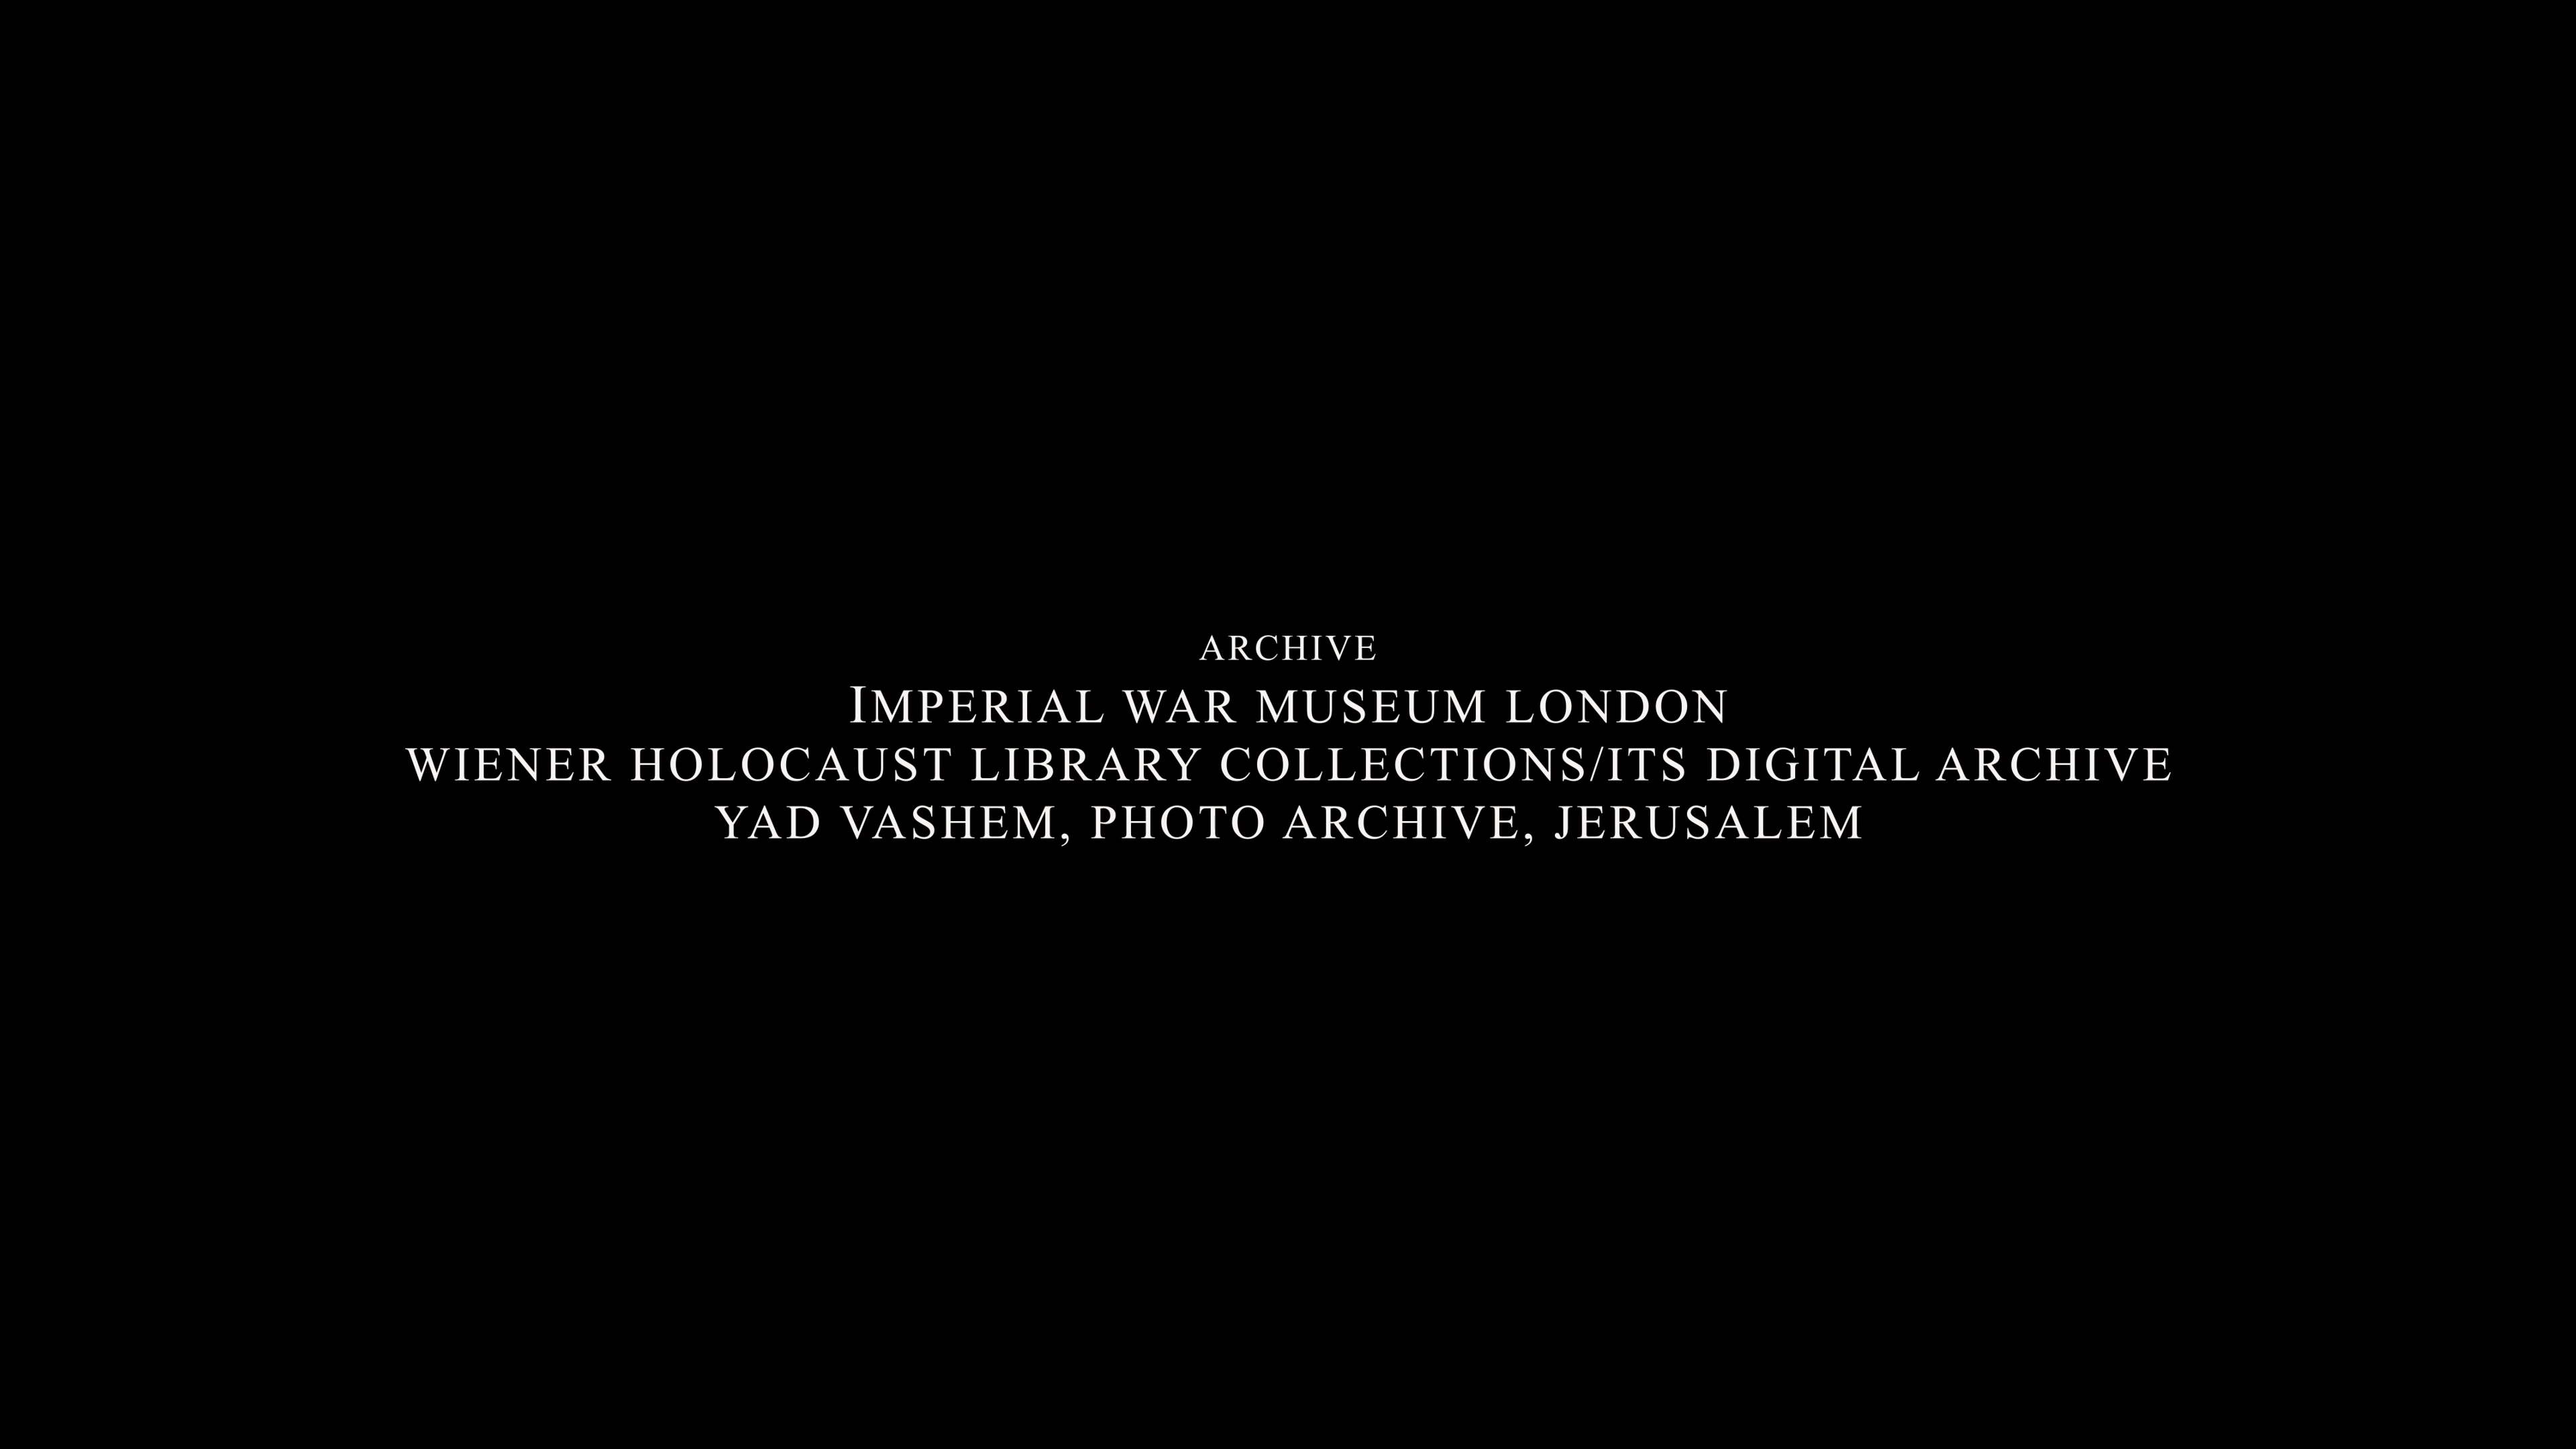 ARCHIVE
IMPERIAL WAR MUSEUM LONDON
WIENER HOLOCAUST LIBRARY COLLECTIONS/ITS DIGITAL ARCHIVE
YAD VASHEM, PHOTO ARCHIVE, JERUSALEM